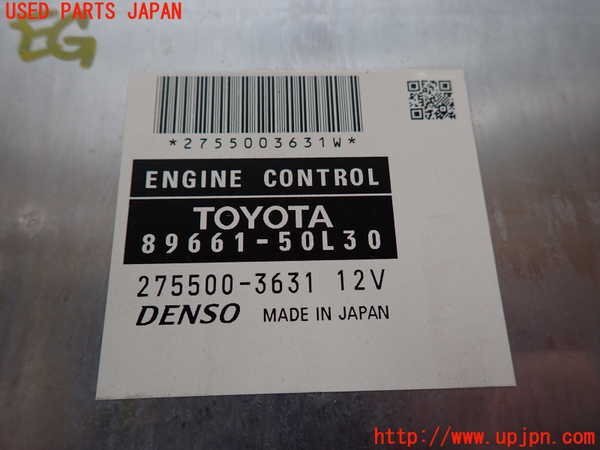 USED PARTS JAPAN
EG
*2755003631W*
ENGINE CONTROL
TOYOTA
89661-50L30
275500-3631 12V
DENSO MADE IN JAPAN
http://www.upjpn.com/